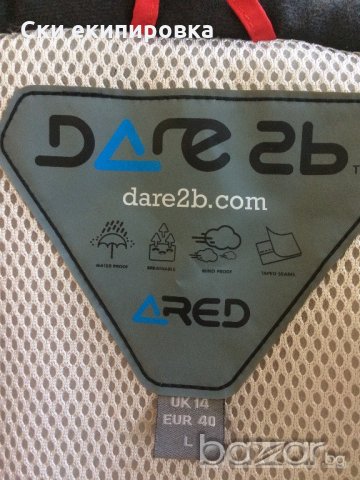 Ски екипировка
DARE 2b
dare2b.com
WATER PROOF BREATHABLE WIND PROOF TAPED SEAMS
ARED
UK 14
EUR 40
L
bazar.bg